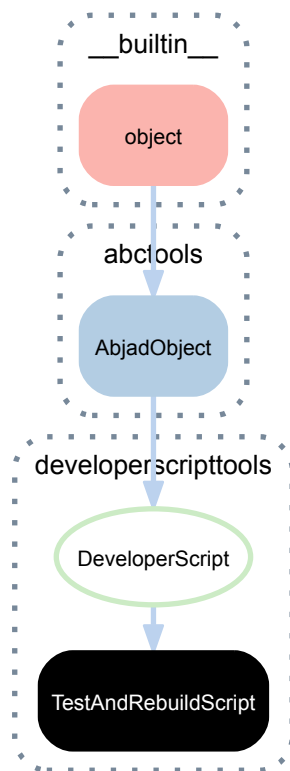 __builtin__
object
abctools
AbjadObject
developerscripttools
DeveloperScript
TestAndRebuildScript